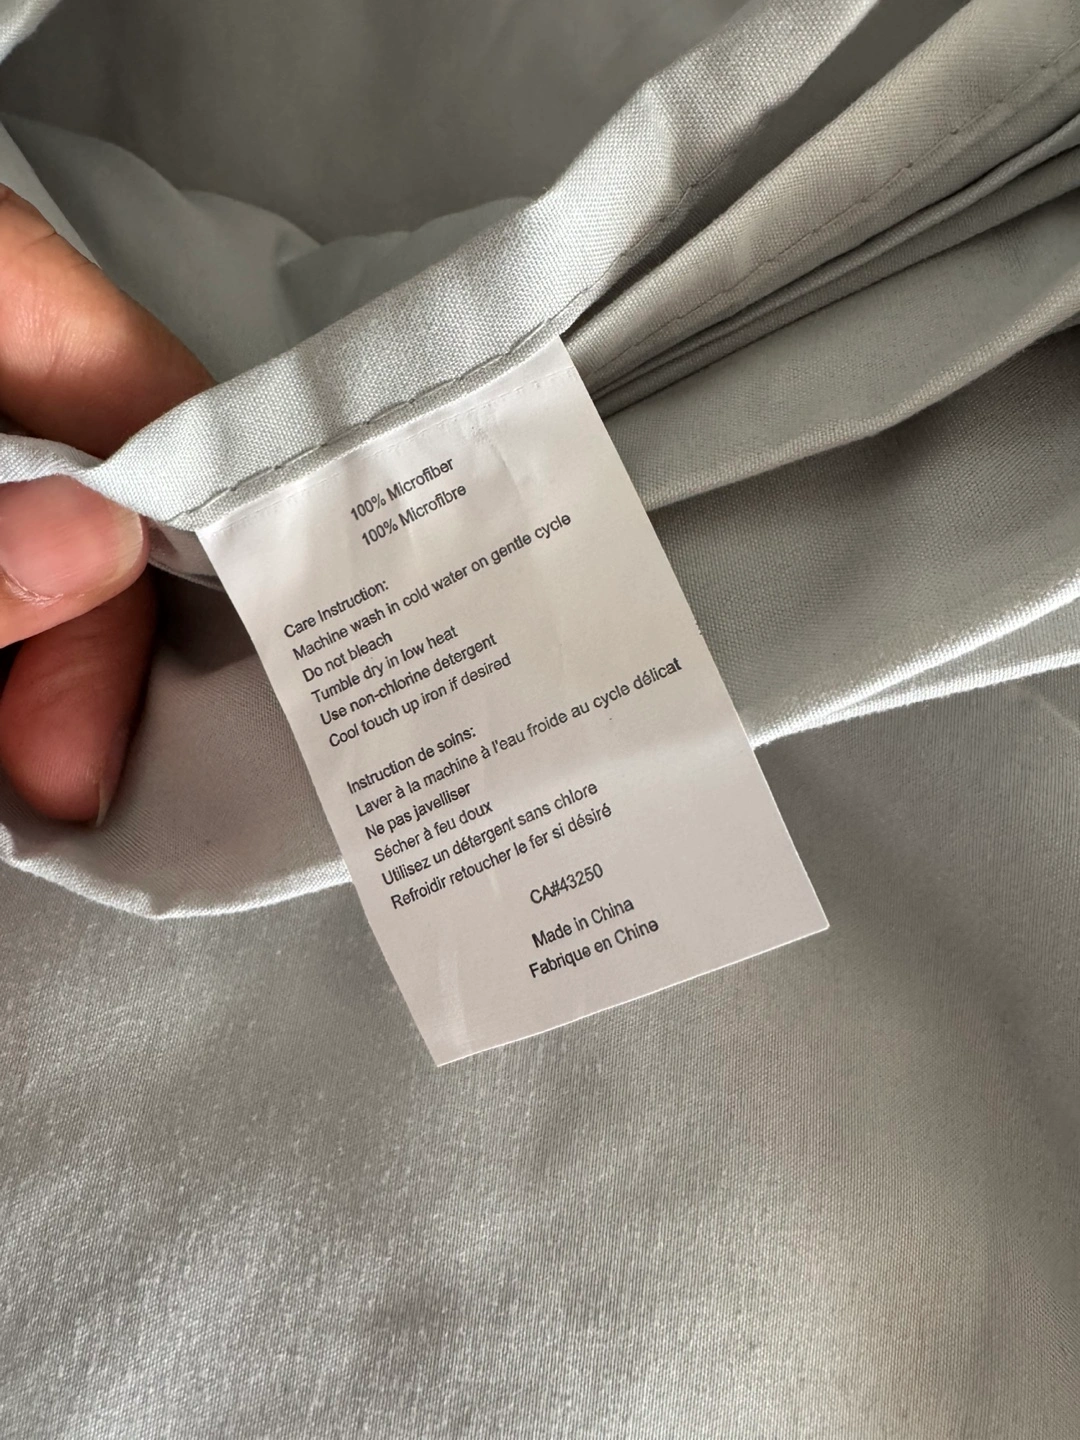 100% Microfiber
100% Microfibre
Care Instruction:
Machine wash in cold water on gentle cycle
Do not bleach
Tumble dry in low heat
Use non-chlorine detergent
Cool touch up iron if desired
Instruction de soins:
Laver à la machine à l'eau froide au cycle délicat
Ne pas javelliser
Sécher à feu doux
Utilisez un détergent sans chlore
Refroidir retoucher le fer si désiré
CA#43250
Made in China
Fabrique en Chine